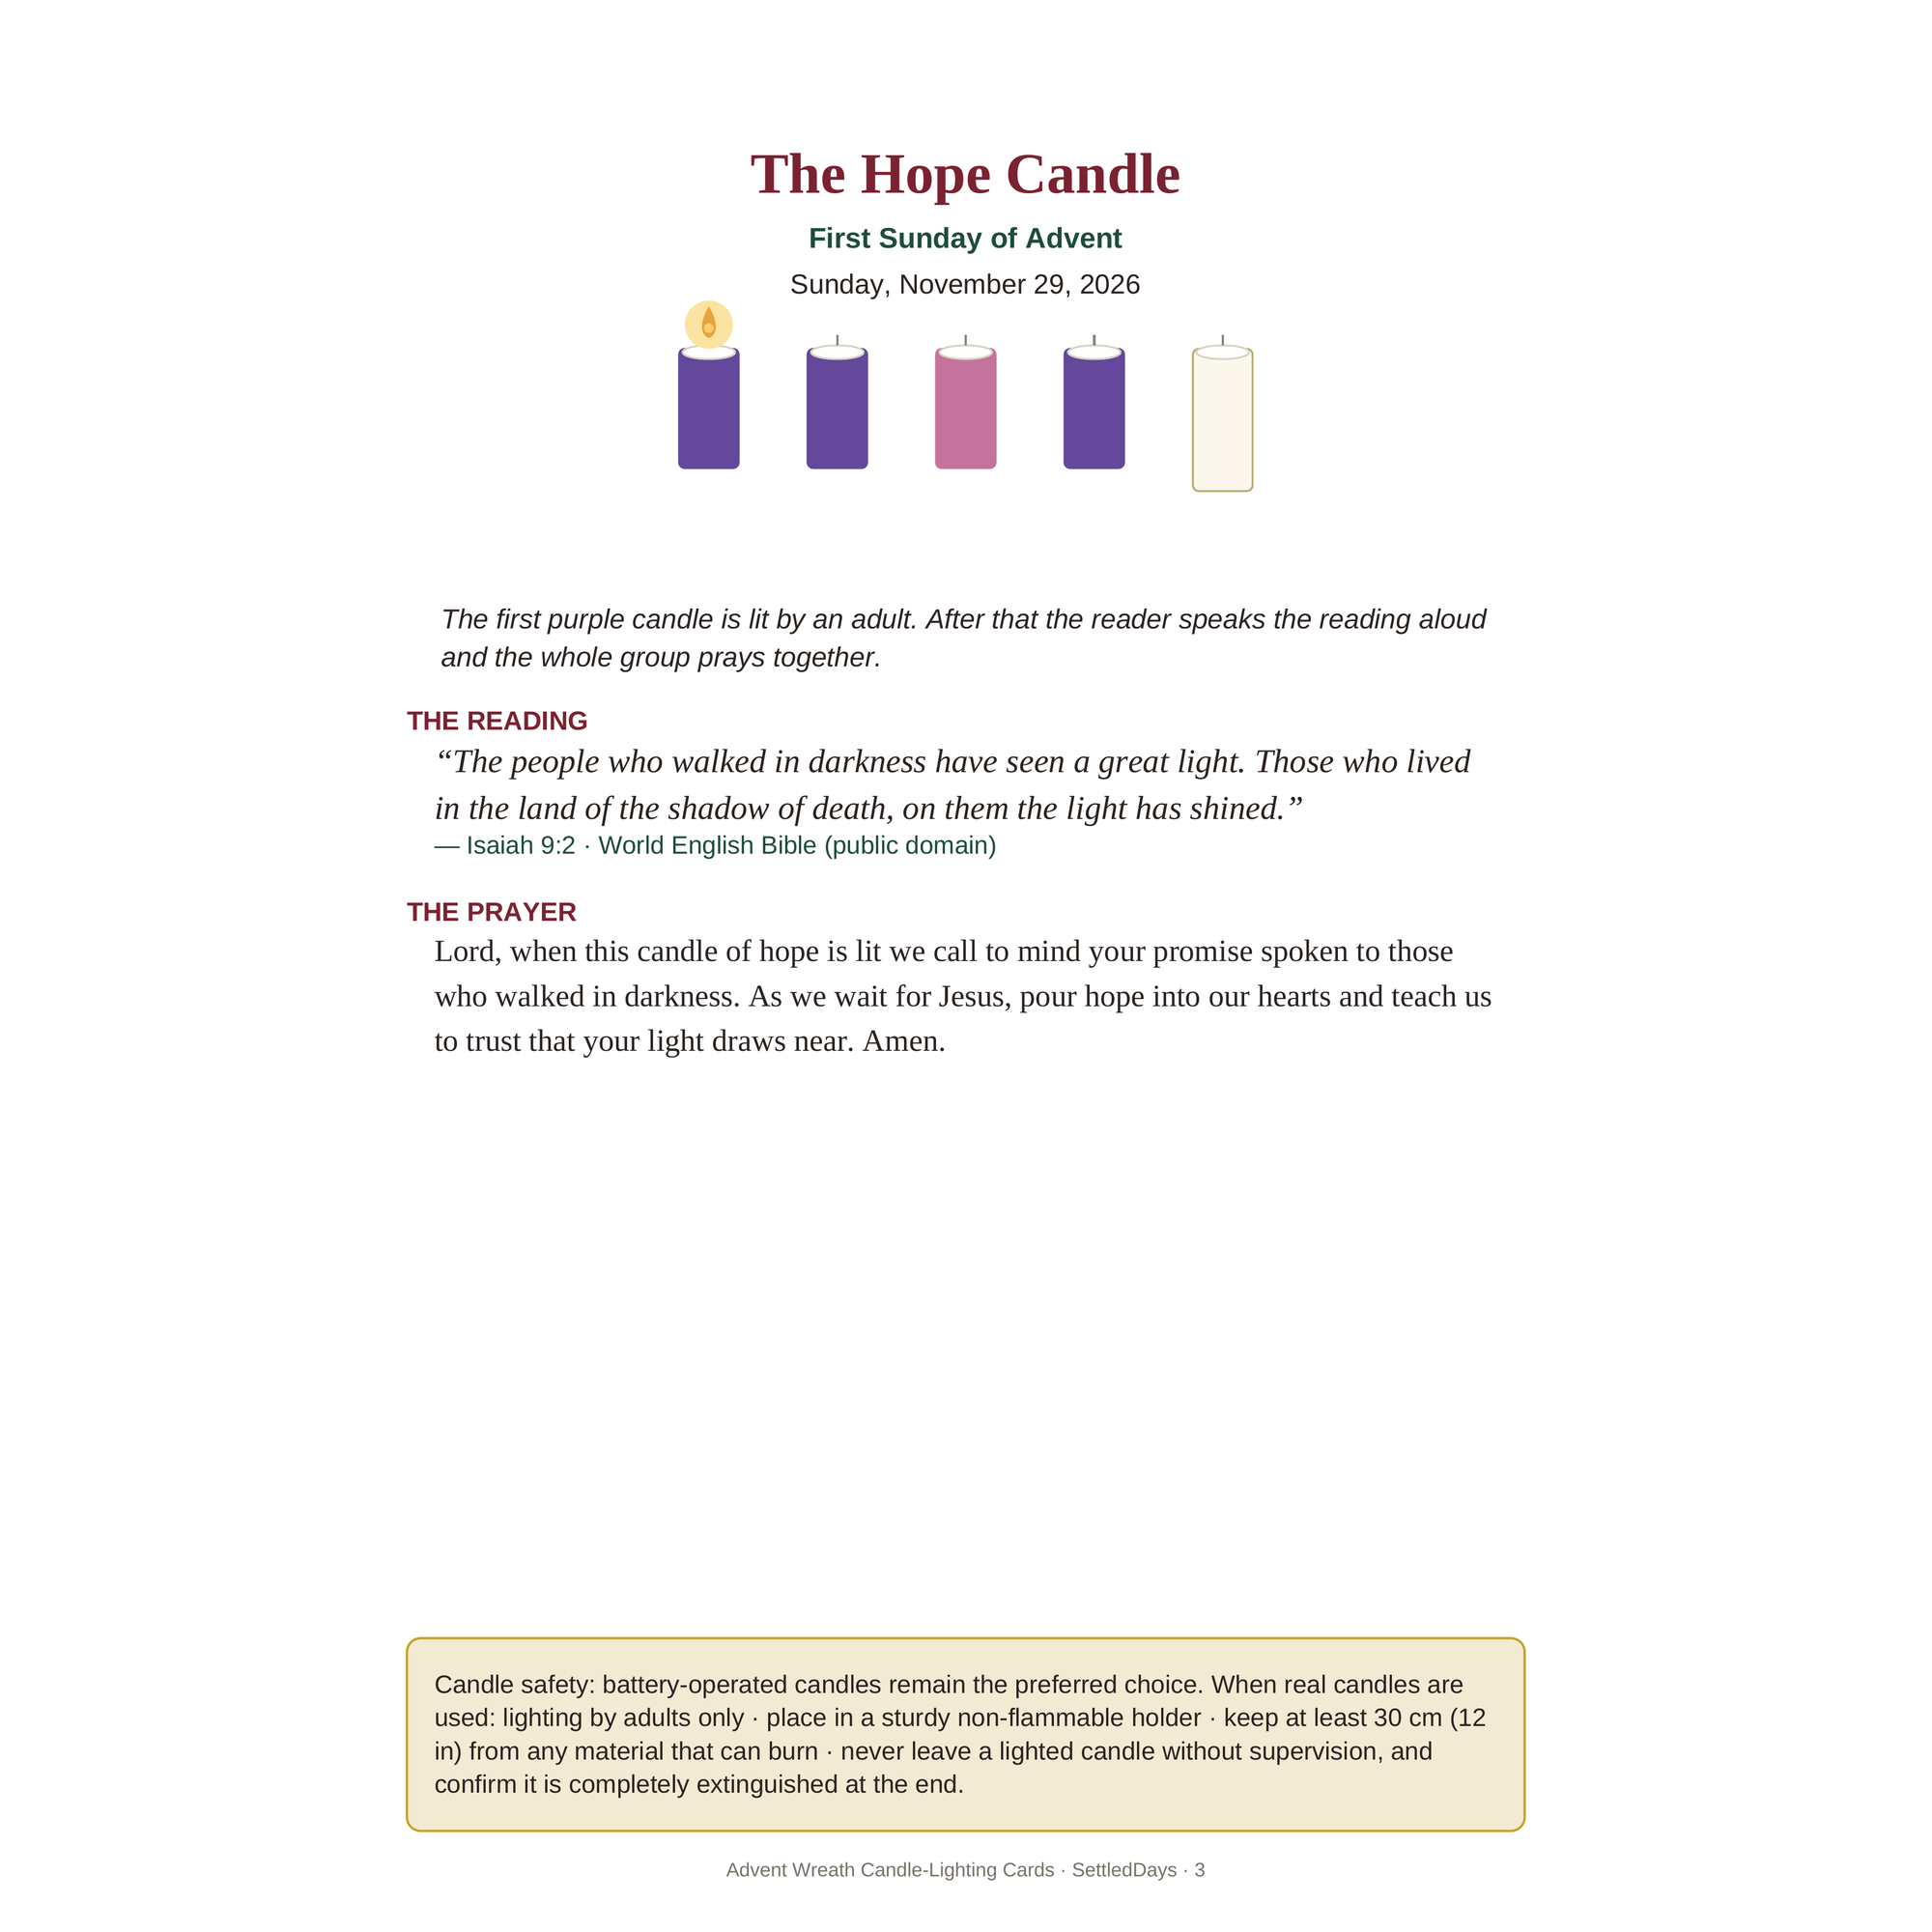 The Hope Candle
First Sunday of Advent
Sunday, November 29, 2026
The first purple candle is lit by an adult. After that the reader speaks the reading aloud
and the whole group prays together.
THE READING
“The people who walked in darkness have seen a great light. Those who lived
in the land of the shadow of death, on them the light has shined.”
— Isaiah 9:2 · World English Bible (public domain)
THE PRAYER
Lord, when this candle of hope is lit we call to mind your promise spoken to those
who walked in darkness. As we wait for Jesus, pour hope into our hearts and teach us
to trust that your light draws near. Amen.
Candle safety: battery-operated candles remain the preferred choice. When real candles are
used: lighting by adults only · place in a sturdy non-flammable holder · keep at least 30 cm (12
in) from any material that can burn · never leave a lighted candle without supervision, and
confirm it is completely extinguished at the end.
Advent Wreath Candle-Lighting Cards · SettledDays · 3